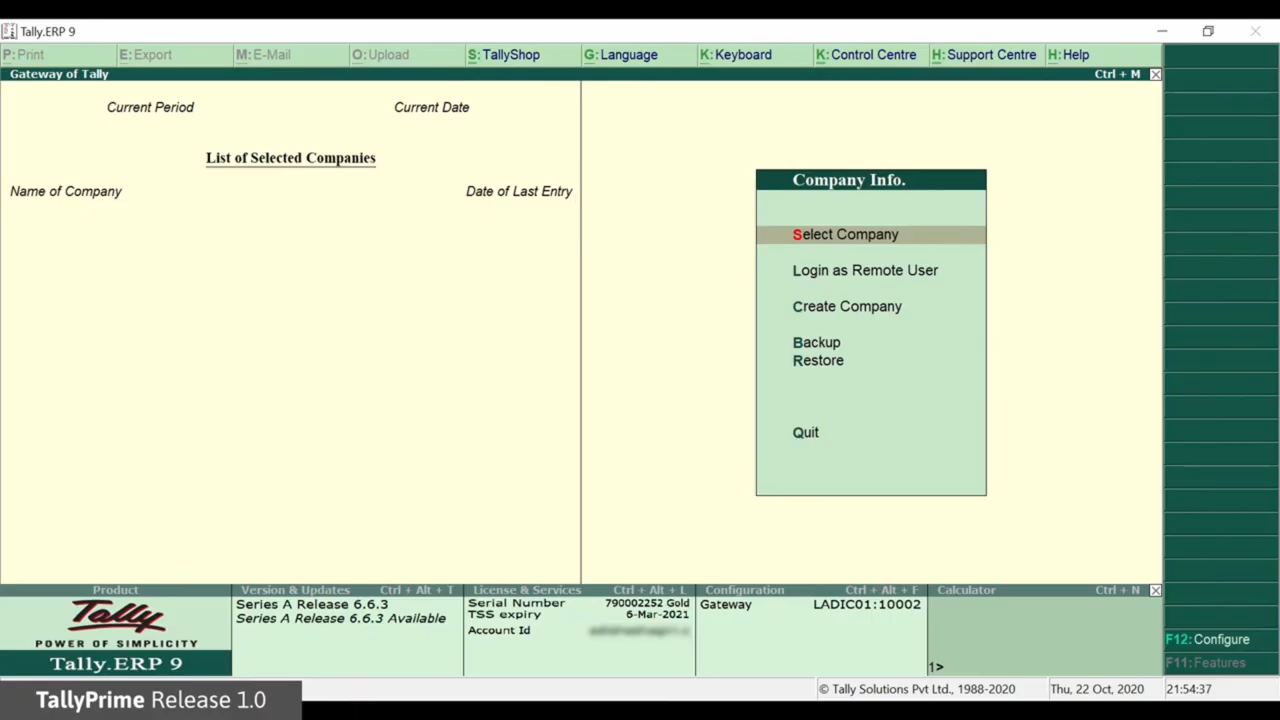 Tally.ERP 9
P: Print E: Export M: E-Mail O: Upload S: TallyShop G: Language K: Keyboard K: Control Centre H: Support Centre H: Help
Gateway of Tally Ctrl + M
Current Period Current Date
List of Selected Companies
Name of Company Date of Last Entry
Company Info.
Select Company
Login as Remote User
Create Company
Backup
Restore
Quit
Product Version & Updates Ctrl + Alt + T License & Services Ctrl + Alt + L Configuration Ctrl + Alt + F Calculator Ctrl + N
Tally
POWER OF SIMPLICITY
Tally.ERP 9
Series A Release 6.6.3
Series A Release 6.6.3 Available
Serial Number 790002252 Gold
TSS expiry 6-Mar-2021
Account Id
Gateway LADIC01:10002
1>
F12: Configure
F11: Features
TallyPrime Release 1.0
© Tally Solutions Pvt Ltd., 1988-2020 Thu, 22 Oct, 2020 21:54:37